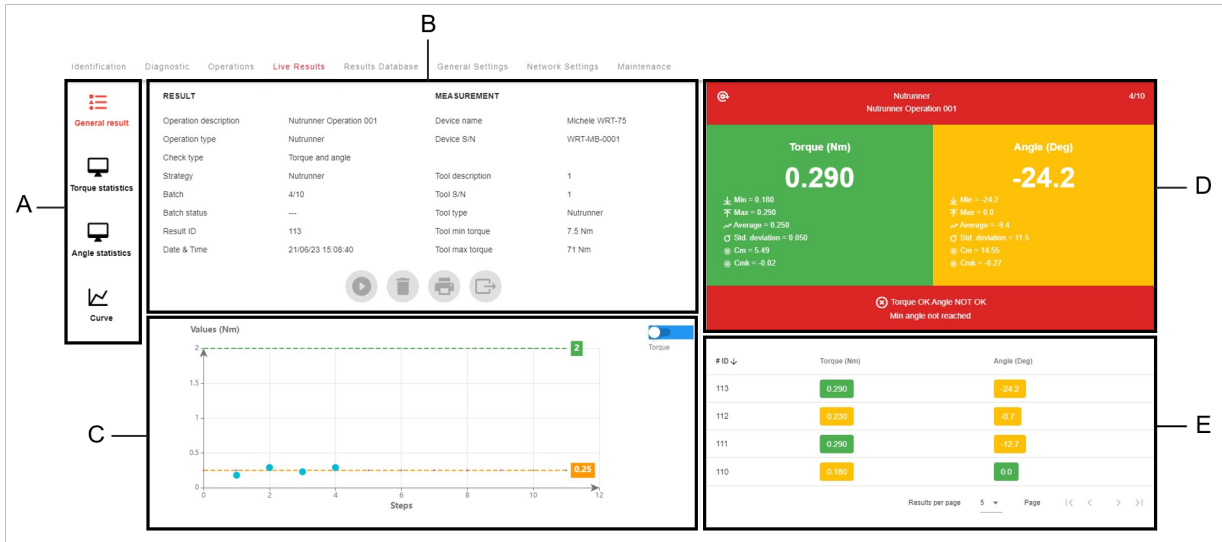 B
Identification Diagnostic Operations Live Results Results Database General Settings Network Settings Maintenance
A
General result
Torque statistics
Angle statistics
Curve
RESULT MEASUREMENT
Operation description Nutrunner Operation 001 Device name Michele WRT-75
Operation type Nutrunner Device S/N WRT-MB-0001
Check type Torque and angle
Strategy Nutrunner Tool description 1
Batch 4/10 Tool S/N 1
Batch status --- Tool type Nutrunner
Result ID 113 Tool min torque 7.5 Nm
Date & Time 21/06/23 15:08:40 Tool max torque 71 Nm
Nutrunner 4/10
Nutrunner Operation 001
Torque (Nm)
0.290
Min = 0.180
Max = 0.290
Average = 0.250
Std. deviation = 0.050
Cm = 5.49
Cmk = -0.02
Angle (Deg)
-24.2
Min = -24.2
Max = 0.0
Average = -9.4
Std. deviation = 11.5
Cm = 14.55
Cmk = -0.27
Torque OK Angle NOT OK
Min angle not reached
D
C
Values (Nm)
Torque
2 2
1.5
1
0.5
0.25
0
0 2 4 6 8 10 12
Steps
# ID Torque (Nm) Angle (Deg)
113 0.290 -24.2
112 0.230 -0.7
111 0.290 -12.7
110 0.180 0.0
Results per page 5 Page
E